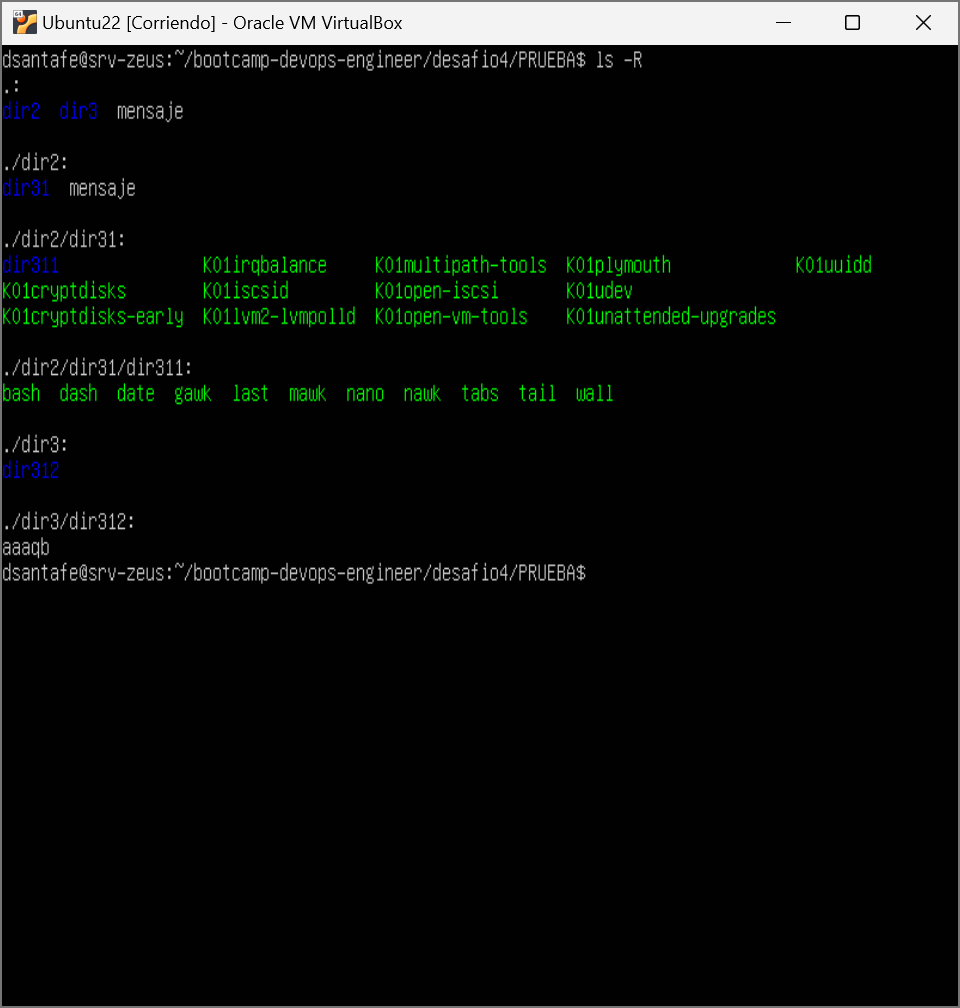 Ubuntu22 [Corriendo] - Oracle VM VirtualBox
dsantafe@srv-zeus:~/bootcamp-devops-engineer/desafio4/PRUEBA$ ls -R
.:
dir2  dir3  mensaje
./dir2:
dir31  mensaje
./dir2/dir31:
dir311               K01irqbalance     K01multipath-tools  K01plymouth             K01uuidd
K01cryptdisks        K01iscsid         K01open-iscsi       K01udev
K01cryptdisks-early  K01lvm2-lvmpolld  K01open-vm-tools    K01unattended-upgrades
./dir2/dir31/dir311:
bash  dash  date  gawk  last  mawk  nano  nawk  tabs  tail  wall
./dir3:
dir312
./dir3/dir312:
aaaqb
dsantafe@srv-zeus:~/bootcamp-devops-engineer/desafio4/PRUEBA$